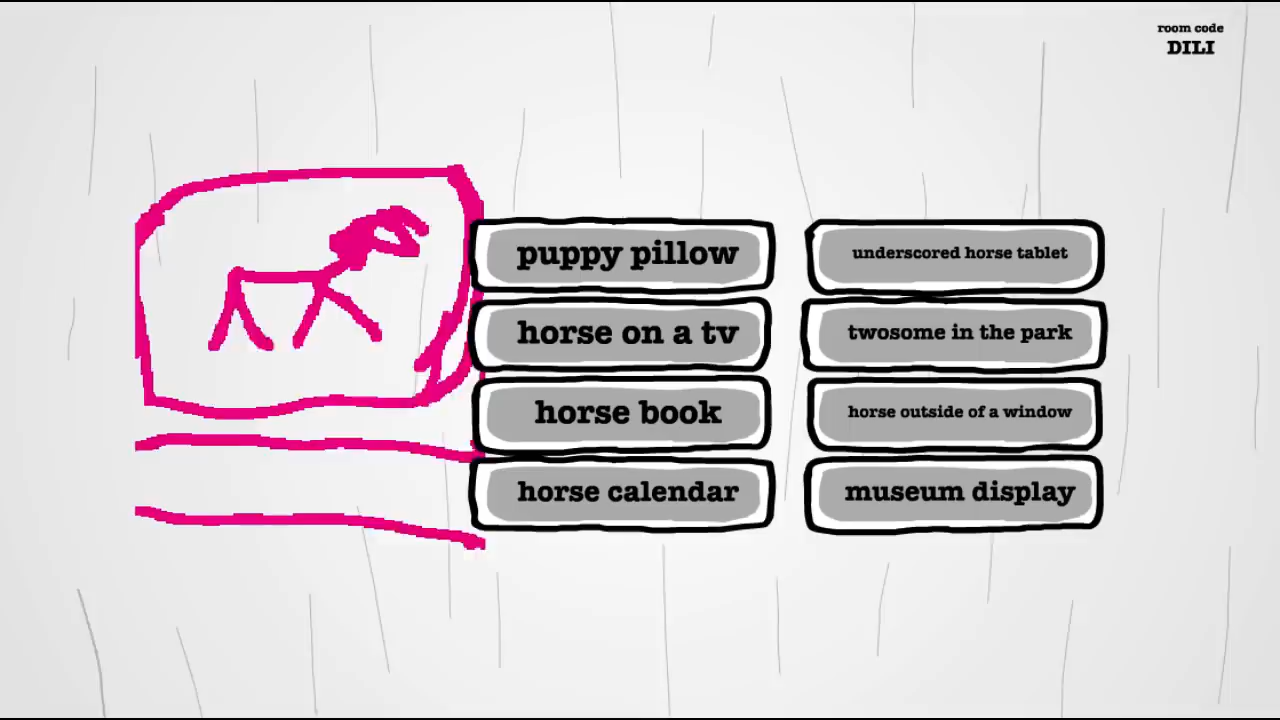 room code
DILI
puppy pillow
underscored horse tablet
horse on a tv
twosome in the park
horse book
horse outside of a window
horse calendar
museum display